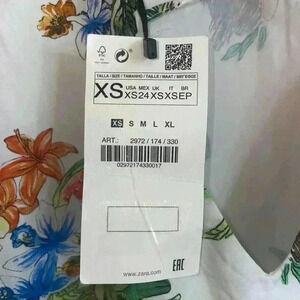 FSC
TALLA / SIZE / TAMANHO / TAILLE / MAAT /
XS
USA MEX UK IT BR
XS 24 XS XS EP
XS S M L XL
ART.: 2972 / 174 / 330
02972174330017
www.zara.com
EAC